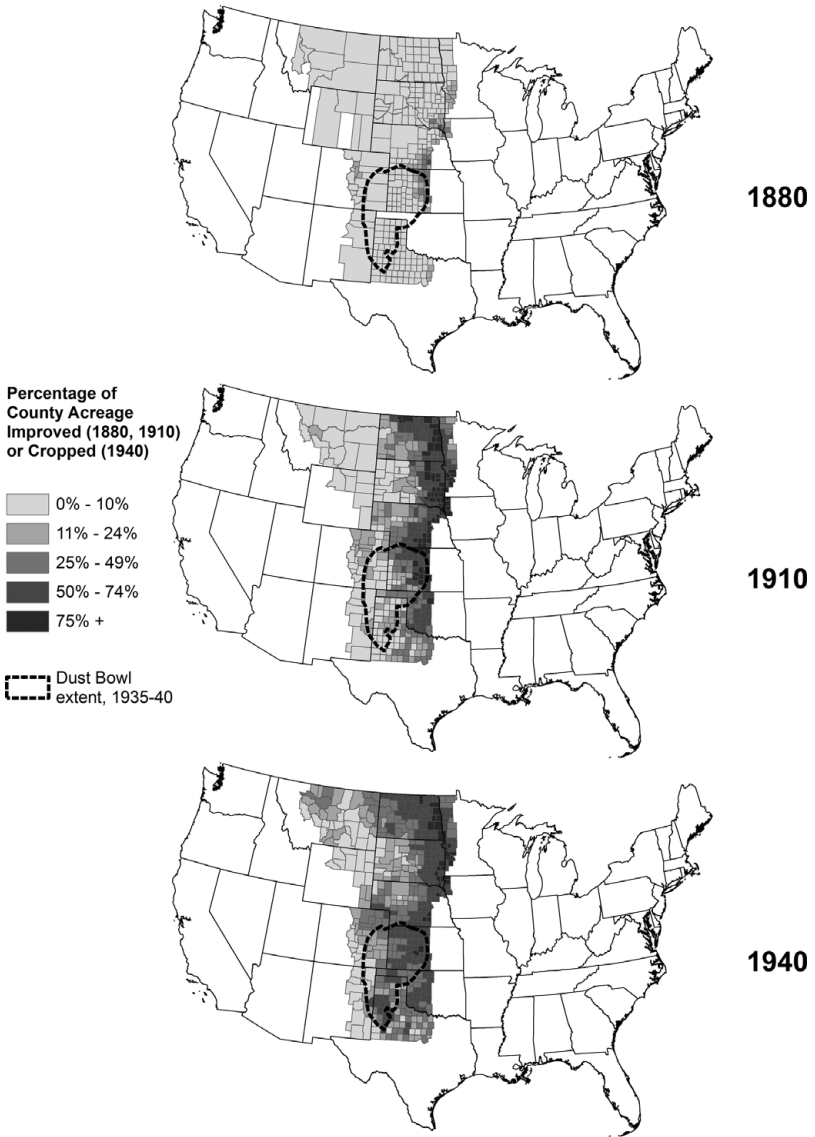 1880
Percentage of
County Acreage
Improved (1880, 1910)
or Cropped (1940)
0% - 10%
11% - 24%
25% - 49%
50% - 74%
75% +
Dust Bowl
extent, 1935-40
1910
1940